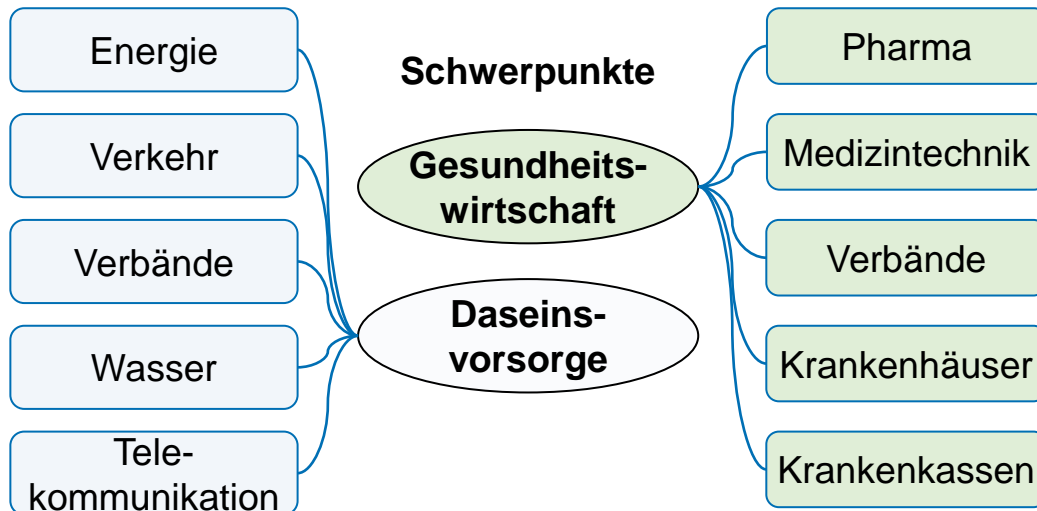 Energie
Verkehr
Verbände
Wasser
Tele-
kommunikation
Schwerpunkte
Gesundheits-
wirtschaft
Daseins-
vorsorge
Pharma
Medizintechnik
Verbände
Krankenhäuser
Krankenkassen